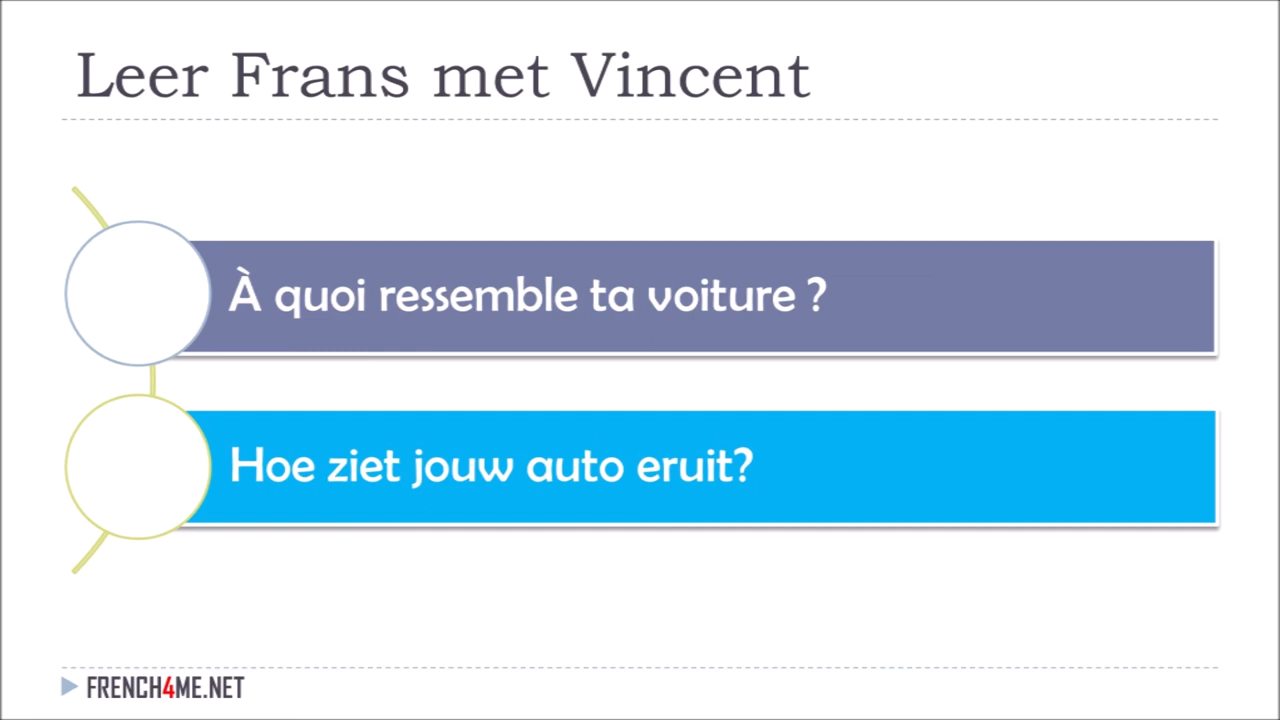 Leer Frans met Vincent
À quoi ressemble ta voiture ?
Hoe ziet jouw auto eruit?
FRENCH4ME.NET